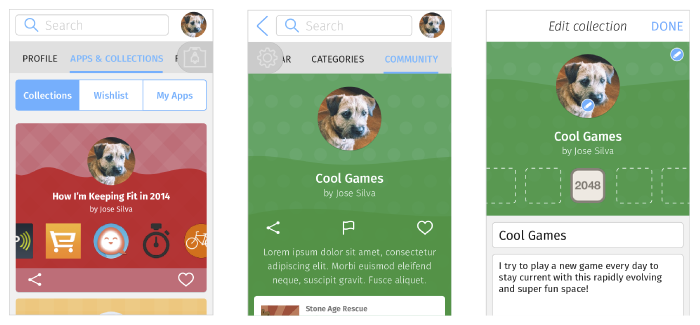 Search
PROFILE APPS & COLLECTIONS
Collections Wishlist My Apps
How I'm Keeping Fit in 2014
by Jose Silva
Search
AR CATEGORIES COMMUNITY
Cool Games
by Jose Silva
Lorem ipsum dolor sit amet, consectetur
adipiscing elit. Morbi euismod eleifend
neque, suscipit gravida. Fusce aliquet.
Stone Age Rescue
Edit collection DONE
Cool Games
by Jose Silva
2048
Cool Games
I try to play a new game every day to
stay current with this rapidly evolving
and super fun space!